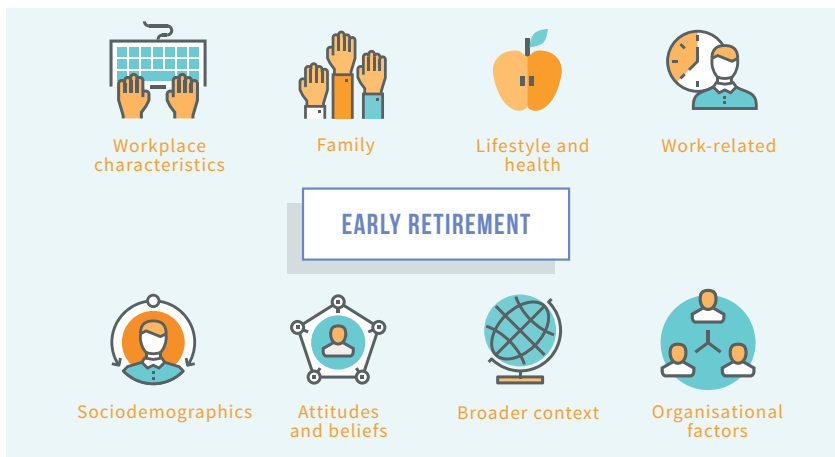 Workplace
characteristics
Family
Lifestyle and
health
Work-related
EARLY RETIREMENT
Sociodemographics
Attitudes
and beliefs
Broader context
Organisational
factors